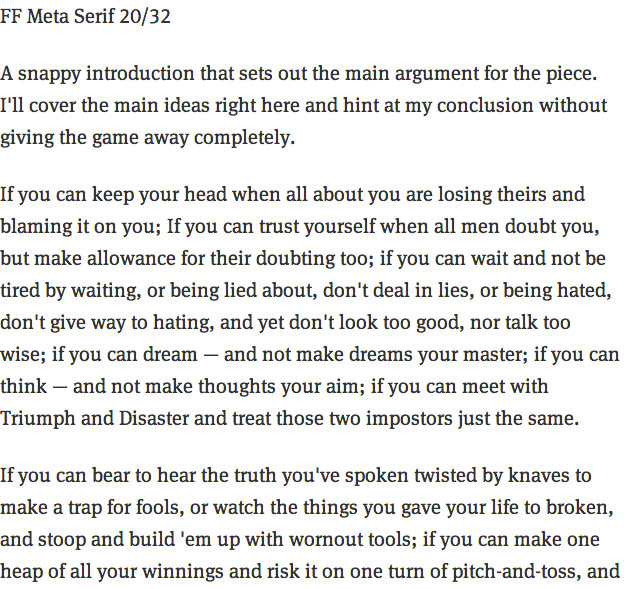 FF Meta Serif 20/32
A snappy introduction that sets out the main argument for the piece.
I'll cover the main ideas right here and hint at my conclusion without
giving the game away completely.
If you can keep your head when all about you are losing theirs and
blaming it on you; If you can trust yourself when all men doubt you,
but make allowance for their doubting too; if you can wait and not be
tired by waiting, or being lied about, don't deal in lies, or being hated,
don't give way to hating, and yet don't look too good, nor talk too
wise; if you can dream — and not make dreams your master; if you can
think — and not make thoughts your aim; if you can meet with
Triumph and Disaster and treat those two impostors just the same.
If you can bear to hear the truth you've spoken twisted by knaves to
make a trap for fools, or watch the things you gave your life to broken,
and stoop and build 'em up with wornout tools; if you can make one
heap of all your winnings and risk it on one turn of pitch-and-toss, and